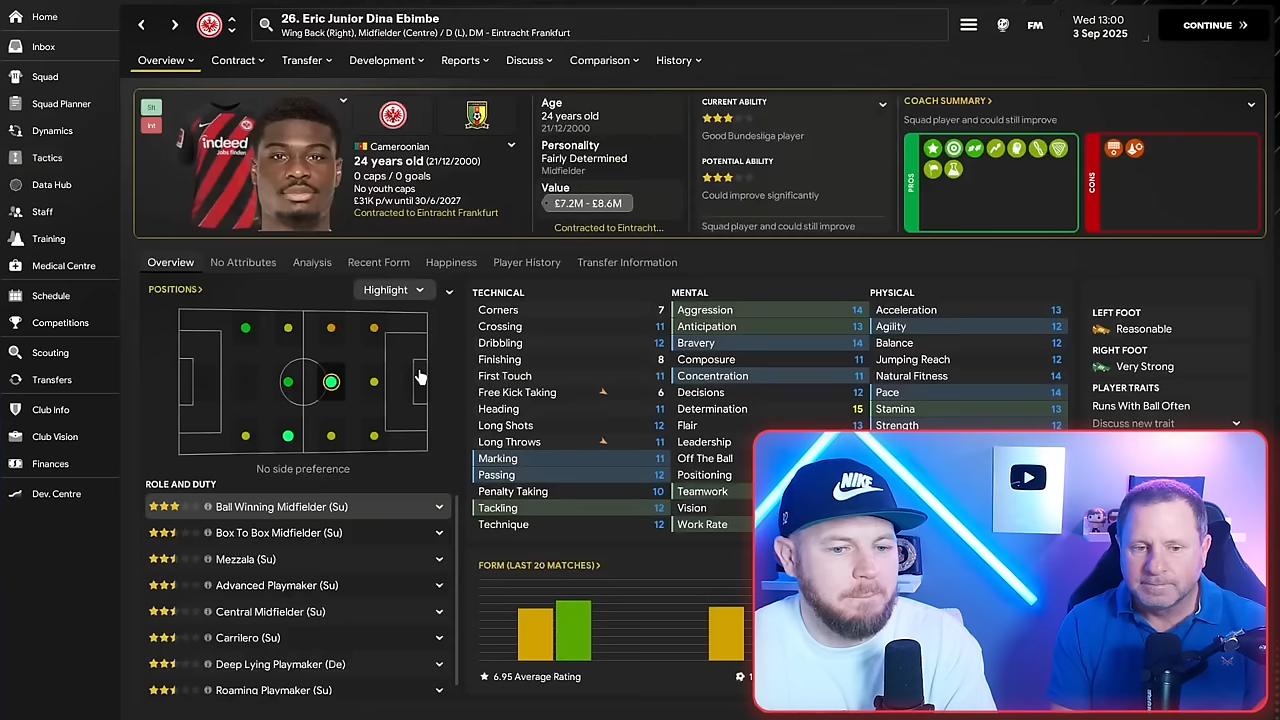 Home
Inbox
Squad
Squad Planner
Dynamics
Tactics
Data Hub
Staff
Training
Medical Centre
Schedule
Competitions
Scouting
Transfers
Club Info
Club Vision
Finances
Dev. Centre
26. Eric Junior Dina Ebimbe
Wing Back (Right), Midfielder (Centre) / D (L), DM - Eintracht Frankfurt
FM
Wed 13:00
3 Sep 2025
CONTINUE
Overview Contract Transfer Development Reports Discuss Comparison History
Slt
Int
indeed
Cameroonian
24 years old (21/12/2000)
0 caps / 0 goals
No youth caps
£31K p/w until 30/6/2027
Contracted to Eintracht Frankfurt
Age
24 years old
21/12/2000
Personality
Fairly Determined
Midfielder
Value
£7.2M - £8.6M
Contracted to Eintracht...
CURRENT ABILITY
Good Bundesliga player
POTENTIAL ABILITY
Could improve significantly
Squad player and could still improve
COACH SUMMARY >
Squad player and could still improve
PROS
CONS
Overview No Attributes Analysis Recent Form Happiness Player History Transfer Information
POSITIONS >
Highlight
No side preference
ROLE AND DUTY
Ball Winning Midfielder (Su)
Box To Box Midfielder (Su)
Mezzala (Su)
Advanced Playmaker (Su)
Central Midfielder (Su)
Carrilero (Su)
Deep Lying Playmaker (De)
Roaming Playmaker (Su)
TECHNICAL
Corners 7
Crossing 11
Dribbling 12
Finishing 8
First Touch 11
Free Kick Taking 6
Heading 11
Long Shots 12
Long Throws 11
Marking 11
Passing 12
Penalty Taking 10
Tackling 12
Technique 12
MENTAL
Aggression 14
Anticipation 13
Bravery 14
Composure 11
Concentration 11
Decisions 12
Determination 15
Flair 13
Leadership
Off The Ball
Positioning
Teamwork
Vision
Work Rate
PHYSICAL
Acceleration 13
Agility 12
Balance 12
Jumping Reach 12
Natural Fitness 14
Pace 14
Stamina 13
Strength 12
LEFT FOOT
Reasonable
RIGHT FOOT
Very Strong
PLAYER TRAITS
Runs With Ball Often
Discuss new trait
FORM (LAST 20 MATCHES) >
6.95 Average Rating
NIKE